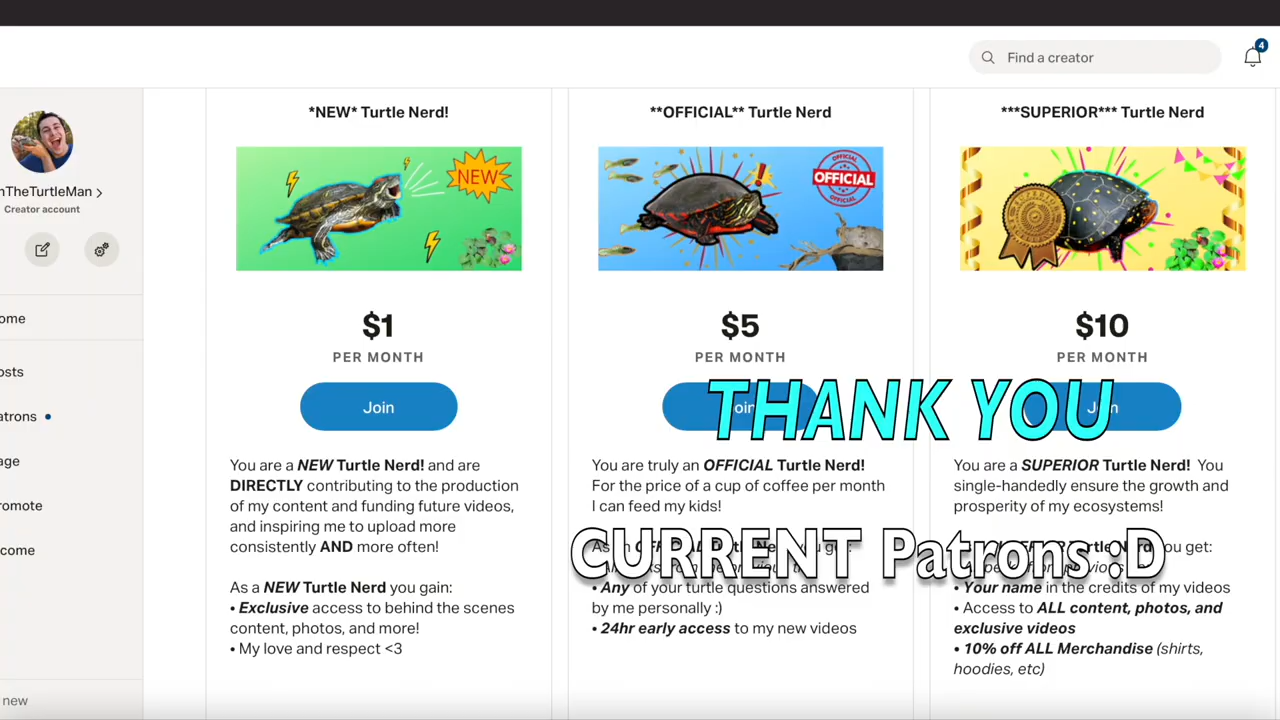 Find a creator
4
nTheTurtleMan
Creator account
ome
osts
atrons
age
romote
come
new
*NEW* Turtle Nerd!
NEW
$1
PER MONTH
Join
You are a NEW Turtle Nerd! and are
DIRECTLY contributing to the production
of my content and funding future videos,
and inspiring me to upload more
consistently AND more often!
As a NEW Turtle Nerd you gain:
• Exclusive access to behind the scenes
content, photos, and more!
• My love and respect <3
**OFFICIAL** Turtle Nerd
OFFICIAL
OFFICIAL
OFFICIAL
$5
PER MONTH
You are truly an OFFICIAL Turtle Nerd!
For the price of a cup of coffee per month
I can feed my kids!
• Any of your turtle questions answered
by me personally :)
• 24hr early access to my new videos
***SUPERIOR*** Turtle Nerd
$10
PER MONTH
You are a SUPERIOR Turtle Nerd! You
single-handedly ensure the growth and
prosperity of my ecosystems!
you get:
• Your name in the credits of my videos
• Access to ALL content, photos, and
exclusive videos
• 10% off ALL Merchandise (shirts,
hoodies, etc)
THANK YOU
CURRENT Patrons :D